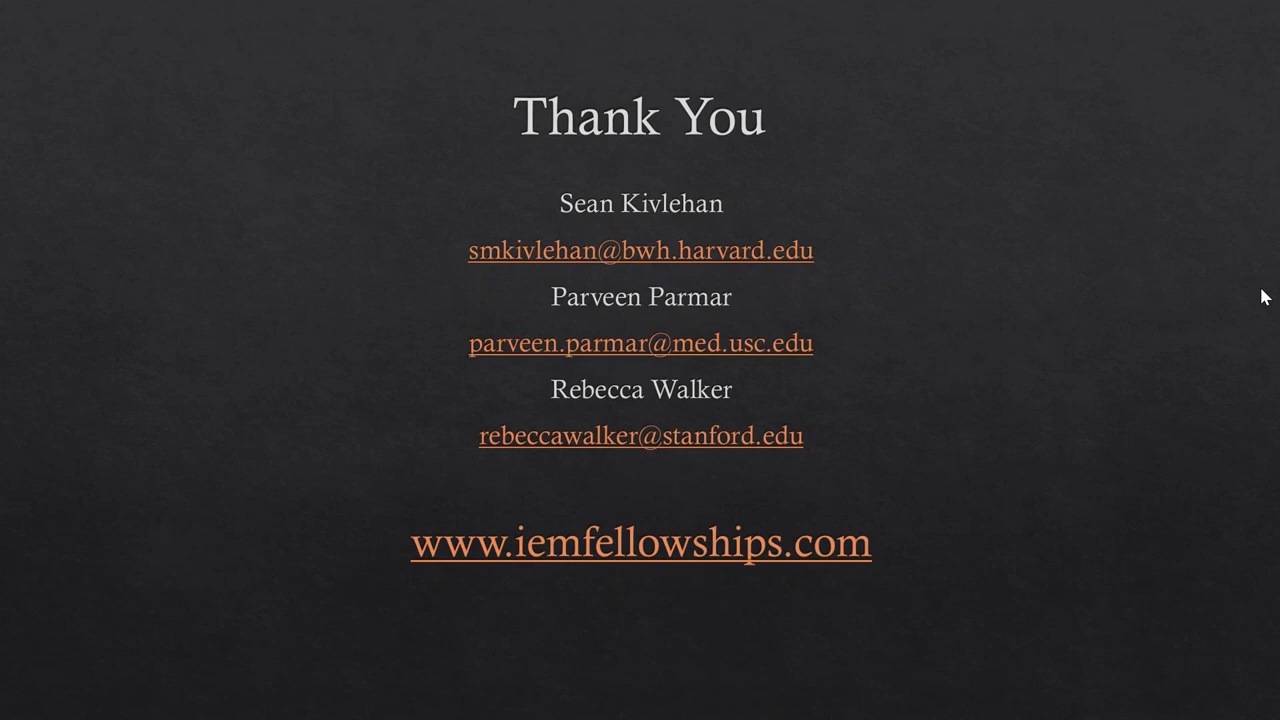 Thank You
Sean Kivlehan
smkivlehan@bwh.harvard.edu
Parveen Parmar
parveen.parmar@med.usc.edu
Rebecca Walker
rebeccawalker@stanford.edu
www.iemfellowships.com